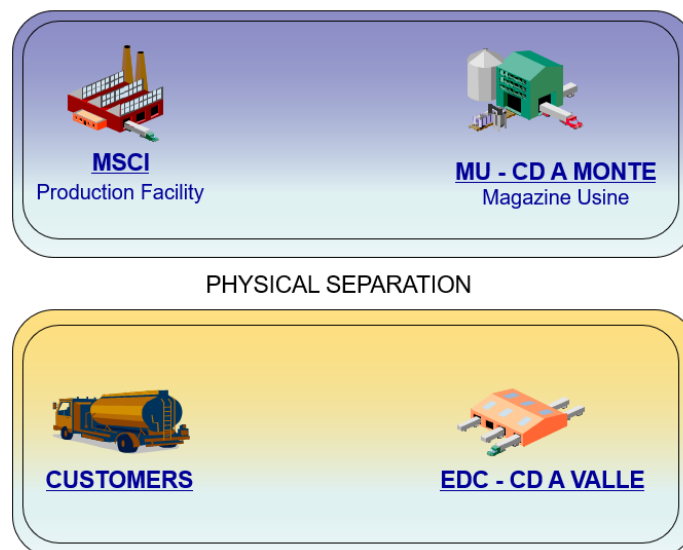 MSCI
Production Facility
MU - CD A MONTE
Magazine Usine
PHYSICAL SEPARATION
CUSTOMERS
EDC - CD A VALLE